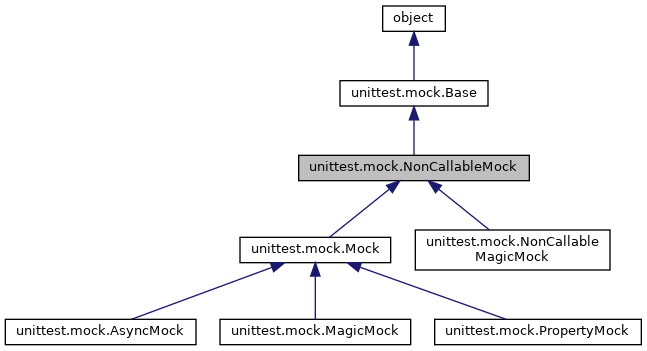 object
unittest.mock.Base
unittest.mock.NonCallableMock
unittest.mock.Mock
unittest.mock.NonCallable
MagicMock
unittest.mock.AsyncMock
unittest.mock.MagicMock
unittest.mock.PropertyMock